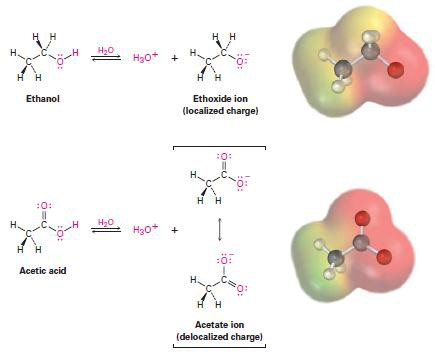 H H
H C C O H H2O H3O+ + H C C O:−
H H H H
Ethanol
Ethoxide ion
(localized charge)
:O:
H C C O:−
H H
:O:
H C C O H H2O H3O+ +
H H
Acetic acid
:O:−
H C C O:
H H
Acetate ion
(delocalized charge)